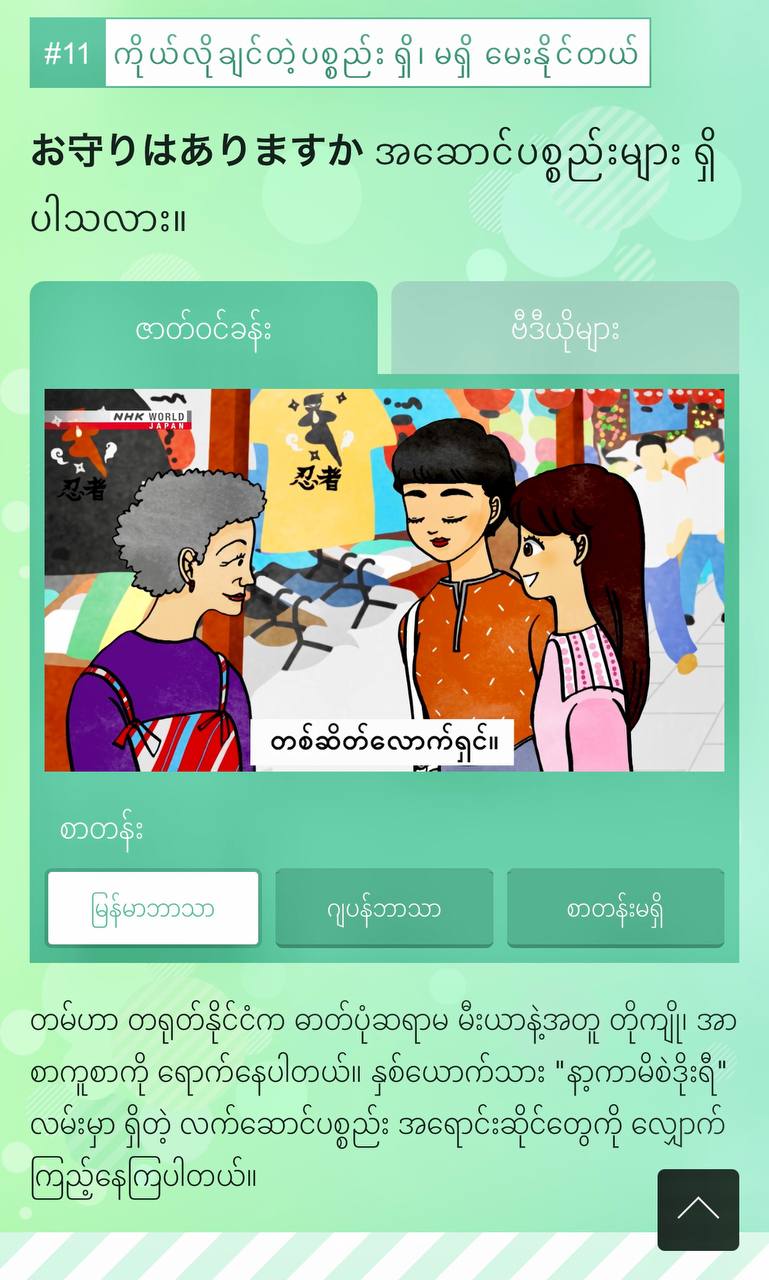 #11 ကိုယ်လိုချင်တဲ့ပစ္စည်း ရှိ၊ မရှိ မေးနိုင်တယ်
お守りはありますか အဆောင်ပစ္စည်းများ ရှိ
ပါသလား။
ဇာတ်ဝင်ခန်း
ဗီဒီယိုများ
NHK WORLD
JAPAN
忍者
忍者
တစ်ဆိတ်လောက်ရှင်။
စာတန်း
မြန်မာဘာသာ
ဂျပန်ဘာသာ
စာတန်းမရှိ
တမ်ဟာ တရုတ်နိုင်ငံက ဓာတ်ပုံဆရာမ မီးယာနဲ့အတူ တိုကျို၊ အာ
စာကူစာကို ရောက်နေပါတယ်။ နှစ်ယောက်သား "နာ့ကာမိစဲဒိုးရီ"
လမ်းမှာ ရှိတဲ့ လက်ဆောင်ပစ္စည်း အရောင်းဆိုင်တွေကို လျှောက်
ကြည့်နေကြပါတယ်။